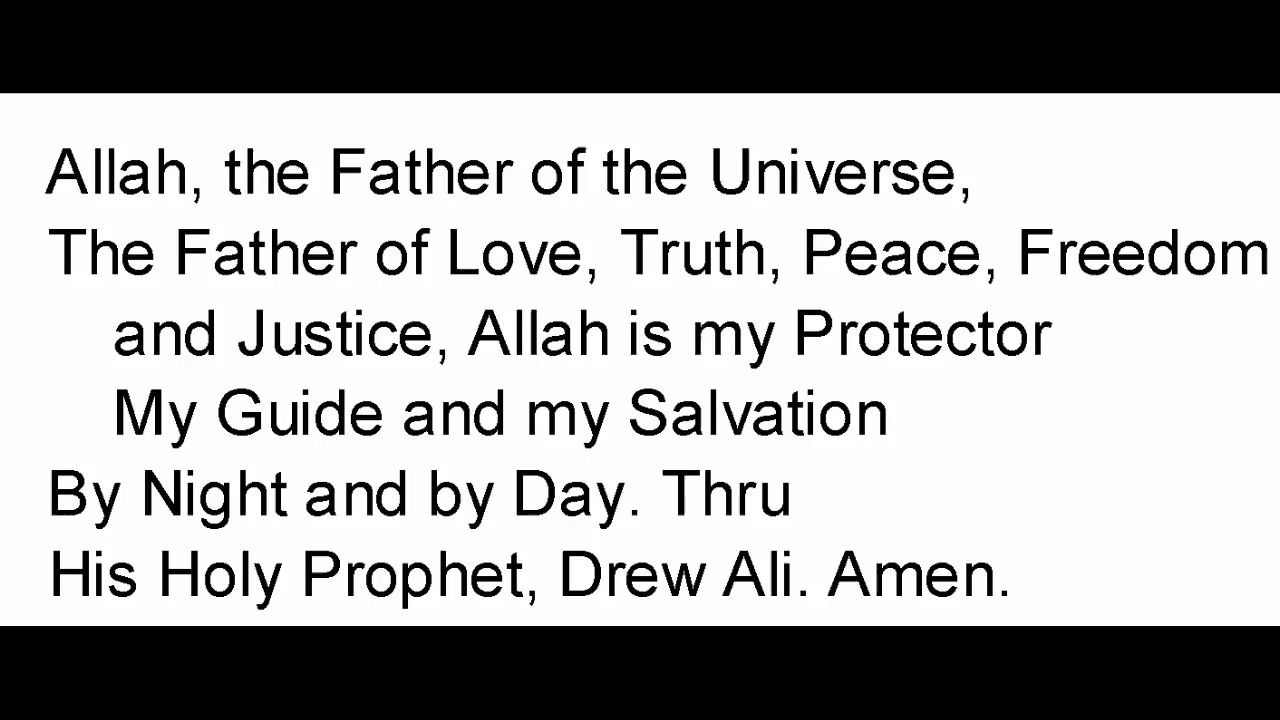 Allah, the Father of the Universe,
The Father of Love, Truth, Peace, Freedom
and Justice, Allah is my Protector
My Guide and my Salvation
By Night and by Day. Thru
His Holy Prophet, Drew Ali. Amen.